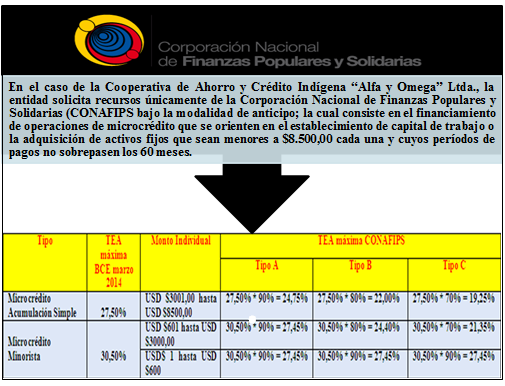 Corporación Nacional
de Finanzas Populares y Solidarias
En el caso de la Cooperativa de Ahorro y Crédito Indígena “Alfa y Omega” Ltda., la
entidad solicita recursos únicamente de la Corporación Nacional de Finanzas Populares y
Solidarias (CONAFIPS bajo la modalidad de anticipo; la cual consiste en el financiamiento
de operaciones de microcrédito que se orienten en el establecimiento de capital de trabajo o
la adquisición de activos fijos que sean menores a $8.500,00 cada una y cuyos períodos de
pagos no sobrepasen los 60 meses.
Tipo TEA Monto Individual TEA máxima CONAFIPS
máxima
BCE marzo Tipo A Tipo B Tipo C
2014
Microcrédito USD $3001,00 hasta 27,50% * 90% = 24,75% 27,50% * 80% = 22,00% 27,50% * 70% = 19,25%
Acumulación Simple 27,50% USD $8500,00
USD $601 hasta USD 30,50% * 90% = 27,45% 30,50% * 80% = 24,40% 30,50% * 70% = 21,35%
Microcrédito $3000,00
Minorista 30,50% USD$ 1 hasta USD 30,50% * 90% = 27,45% 30,50% * 90% = 27,45% 30,50% * 90% = 27,45%
$600